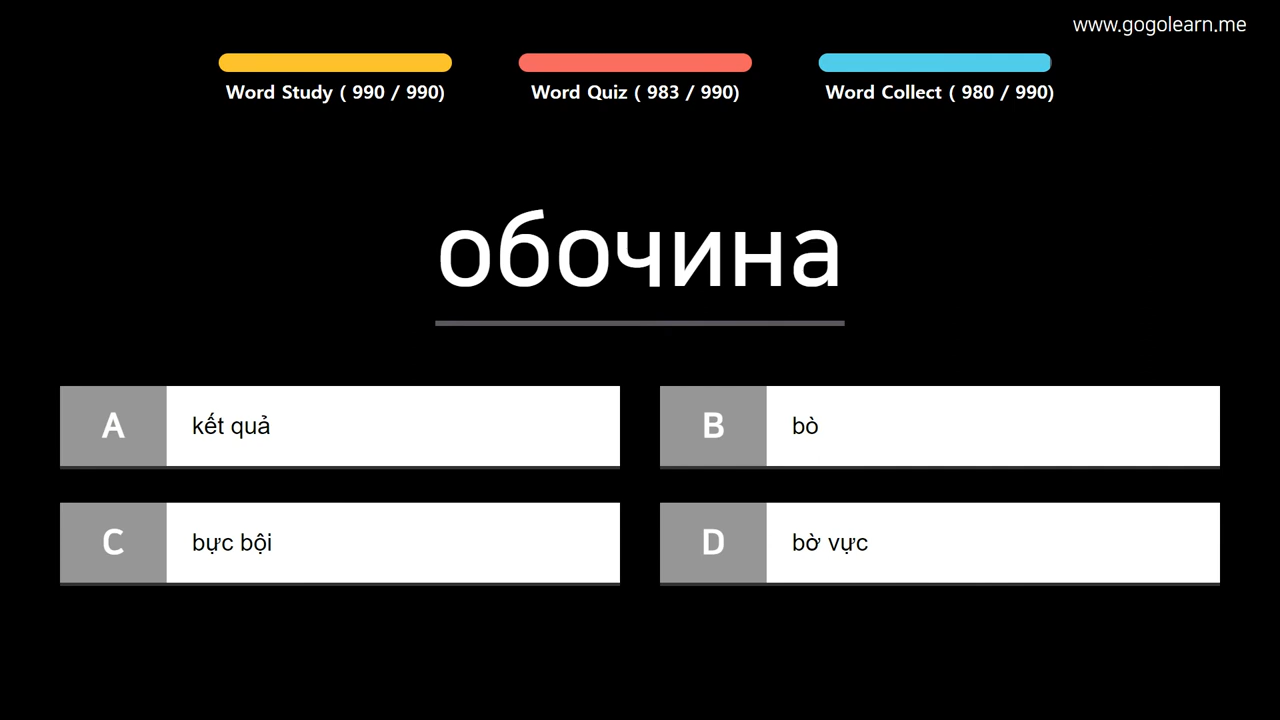 www.gogolearn.me
Word Study ( 990 / 990)
Word Quiz ( 983 / 990)
Word Collect ( 980 / 990)
обочина
A kết quả
B bò
C bực bội
D bờ vực